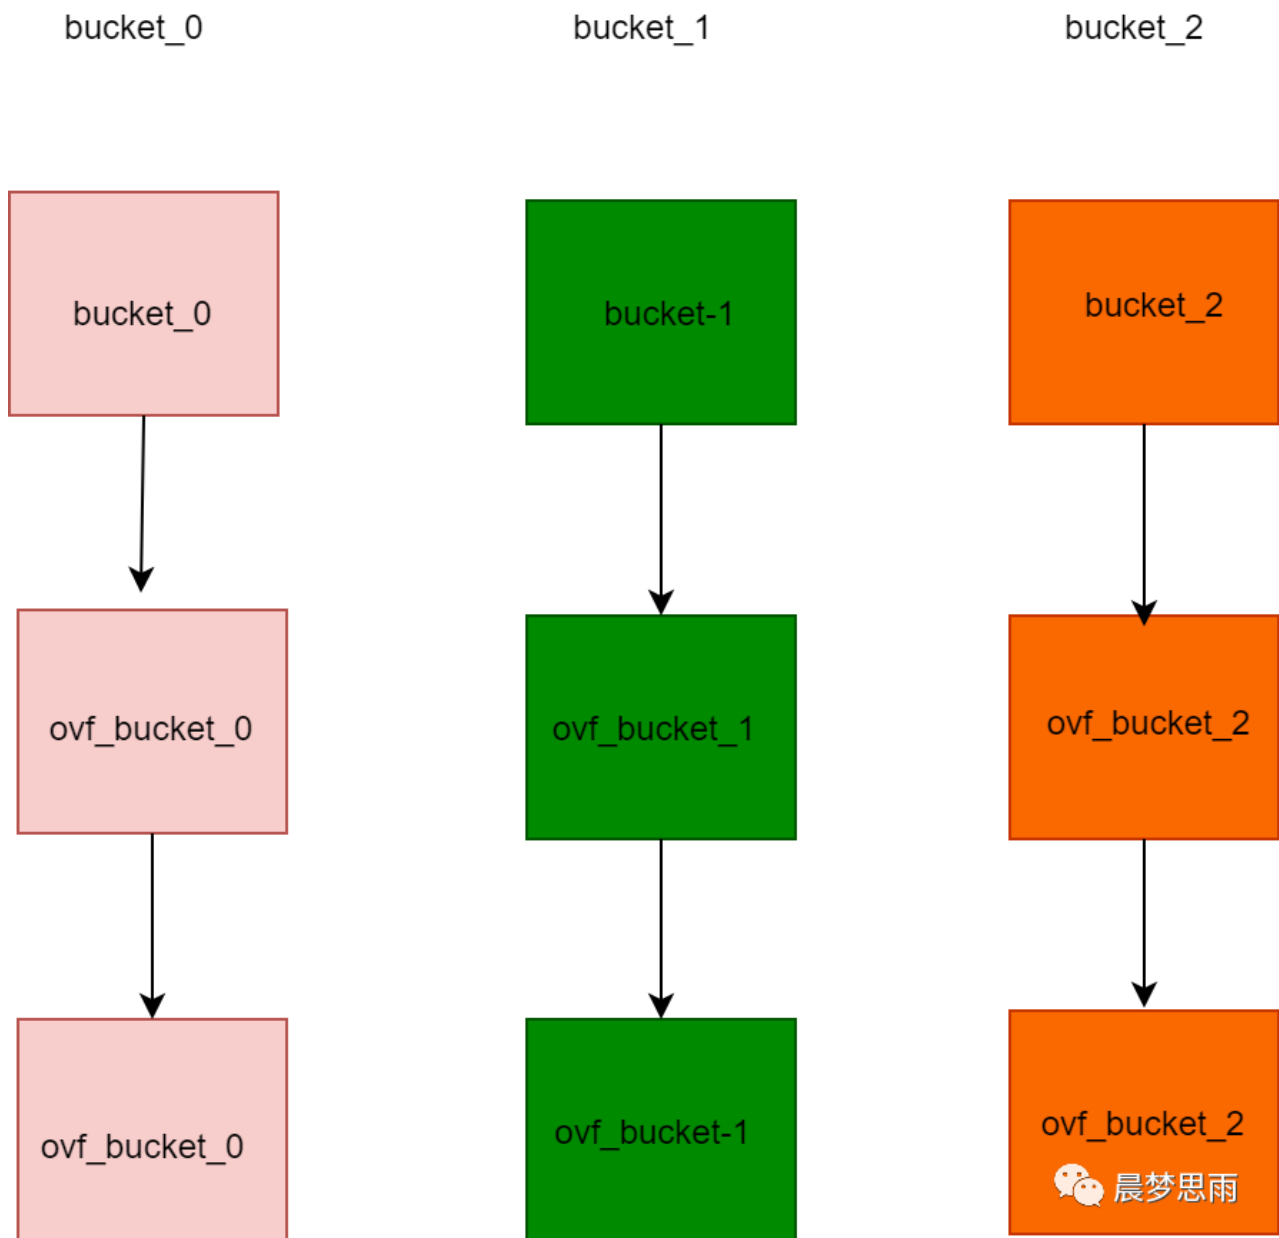 bucket_0
bucket_1
bucket_2
bucket_0
bucket-1
bucket_2
ovf_bucket_0
ovf_bucket_1
ovf_bucket_2
ovf_bucket_0
ovf_bucket-1
ovf_bucket_2
晨梦思雨